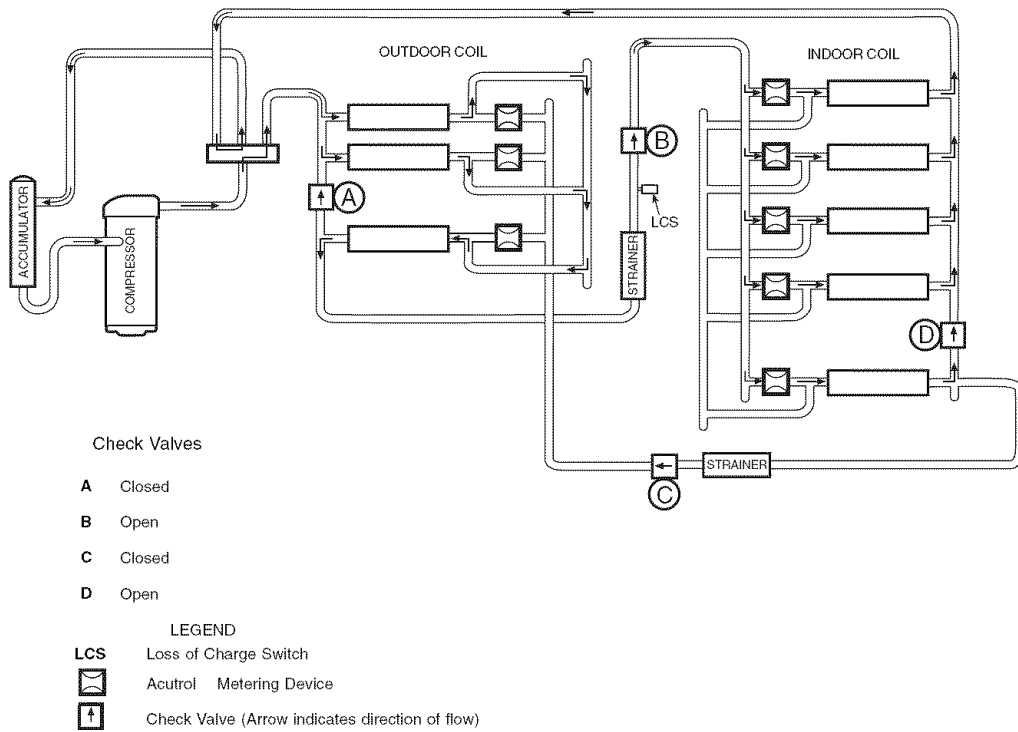 OUTDOOR COIL
INDOOR COIL
B
A
LCS
ACCUMULATOR
COMPRESSOR
STRAINER
D
STRAINER
C
Check Valves
A Closed
B Open
C Closed
D Open
LEGEND
LCS Loss of Charge Switch
Acutrol Metering Device
Check Valve (Arrow indicates direction of flow)